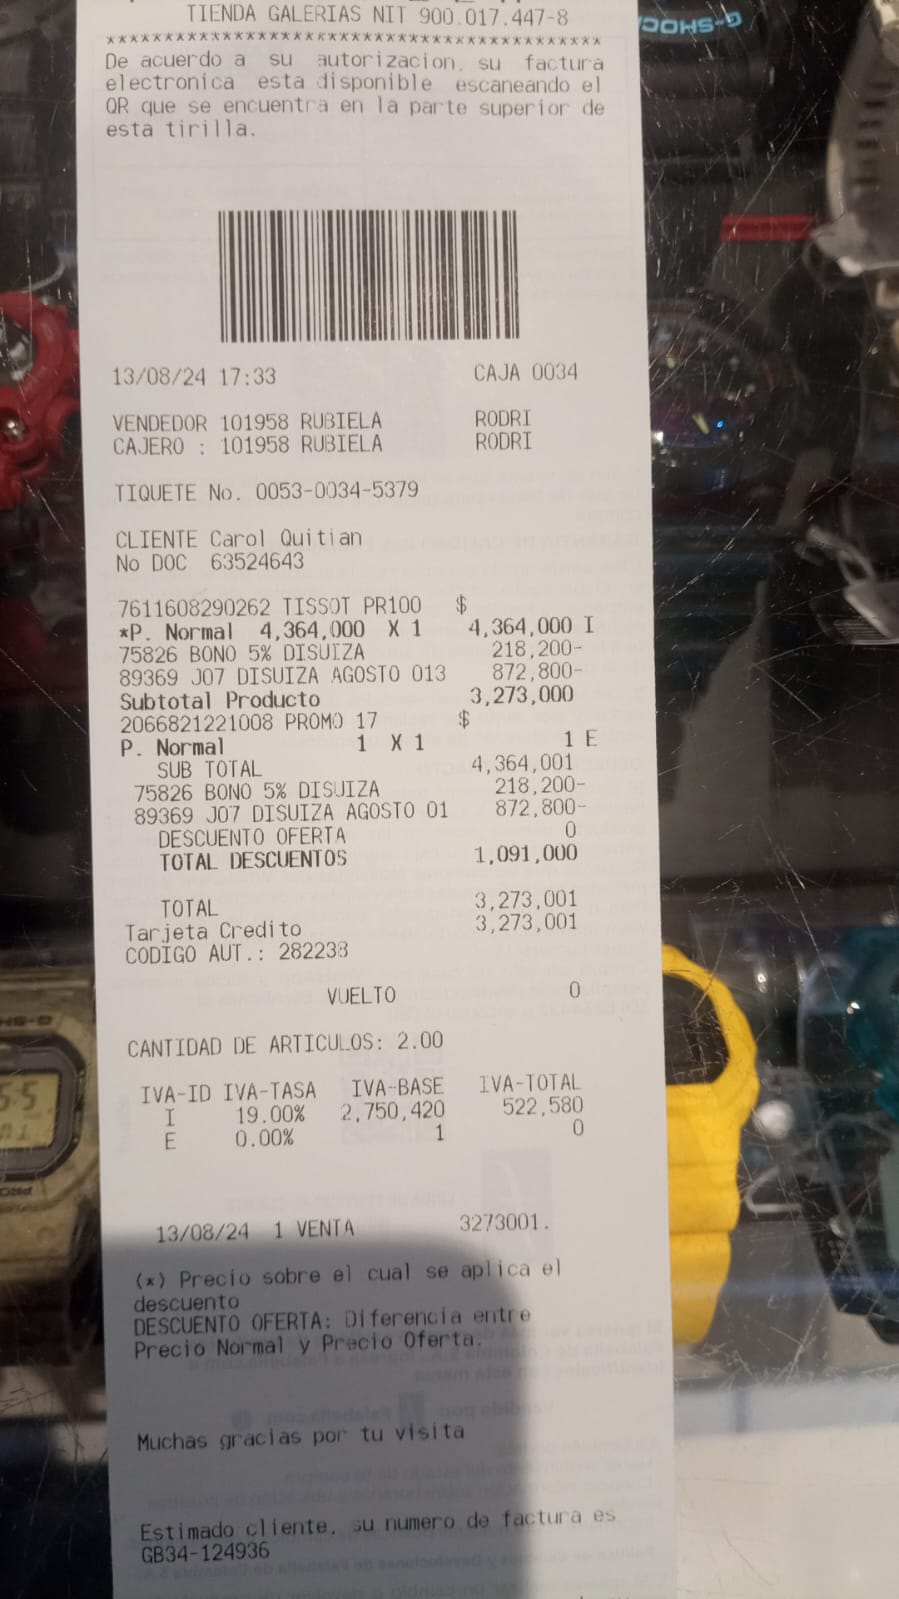 TIENDA GALERIAS NIT 900.017.447-8
******************************************
De acuerdo a su autorizacion, su factura
electronica esta disponible escaneando el
QR que se encuentra en la parte superior de
esta tirilla.
13/08/24 17:33 CAJA 0034
VENDEDOR 101958 RUBIELA RODRI
CAJERO : 101958 RUBIELA RODRI
TIQUETE No. 0053-0034-5379
CLIENTE Carol Quitian
No DOC 63524643
7611608290262 TISSOT PR100 $
*P. Normal 4,364,000 X 1 4,364,000 I
75826 BONO 5% DISUIZA 218,200-
89369 J07 DISUIZA AGOSTO 013 872,800-
Subtotal Producto 3,273,000
2066821221008 PROMO 17 $
P. Normal 1 X 1 1 E
SUB TOTAL 4,364,001
75826 BONO 5% DISUIZA 218,200-
89369 J07 DISUIZA AGOSTO 01 872,800-
DESCUENTO OFERTA 0
TOTAL DESCUENTOS 1,091,000
TOTAL 3,273,001
Tarjeta Credito 3,273,001
CODIGO AUT.: 282238
VUELTO 0
CANTIDAD DE ARTICULOS: 2.00
IVA-ID IVA-TASA IVA-BASE IVA-TOTAL
I 19.00% 2,750,420 522,580
E 0.00% 1 0
13/08/24 1 VENTA 3273001.
(*) Precio sobre el cual se aplica el
descuento
DESCUENTO OFERTA: Diferencia entre
Precio Normal y Precio Oferta.
Muchas gracias por tu visita
Estimado cliente, su numero de factura es
GB34-124936
G-SHOCK